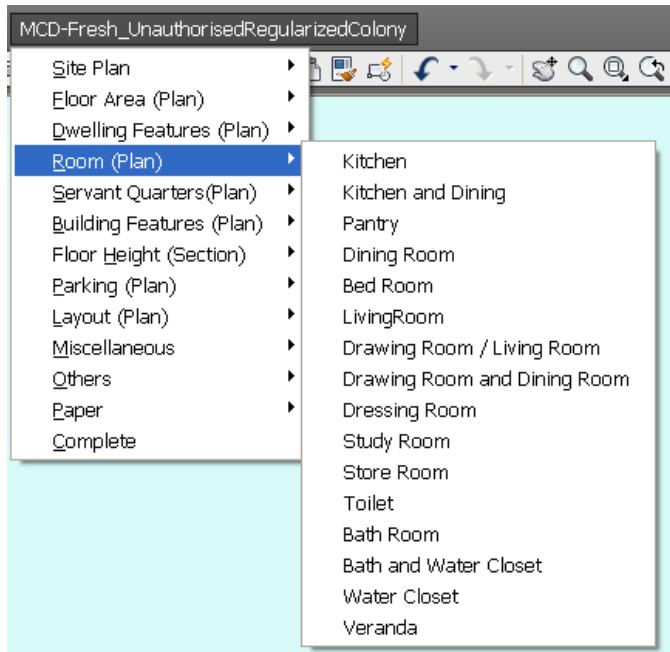 MCD-Fresh_UnauthorisedRegularizedColony
Site Plan
Floor Area (Plan)
Dwelling Features (Plan)
Room (Plan)
Servant Quarters(Plan)
Building Features (Plan)
Floor Height (Section)
Parking (Plan)
Layout (Plan)
Miscellaneous
Others
Paper
Complete
Kitchen
Kitchen and Dining
Pantry
Dining Room
Bed Room
LivingRoom
Drawing Room / Living Room
Drawing Room and Dining Room
Dressing Room
Study Room
Store Room
Toilet
Bath Room
Bath and Water Closet
Water Closet
Veranda